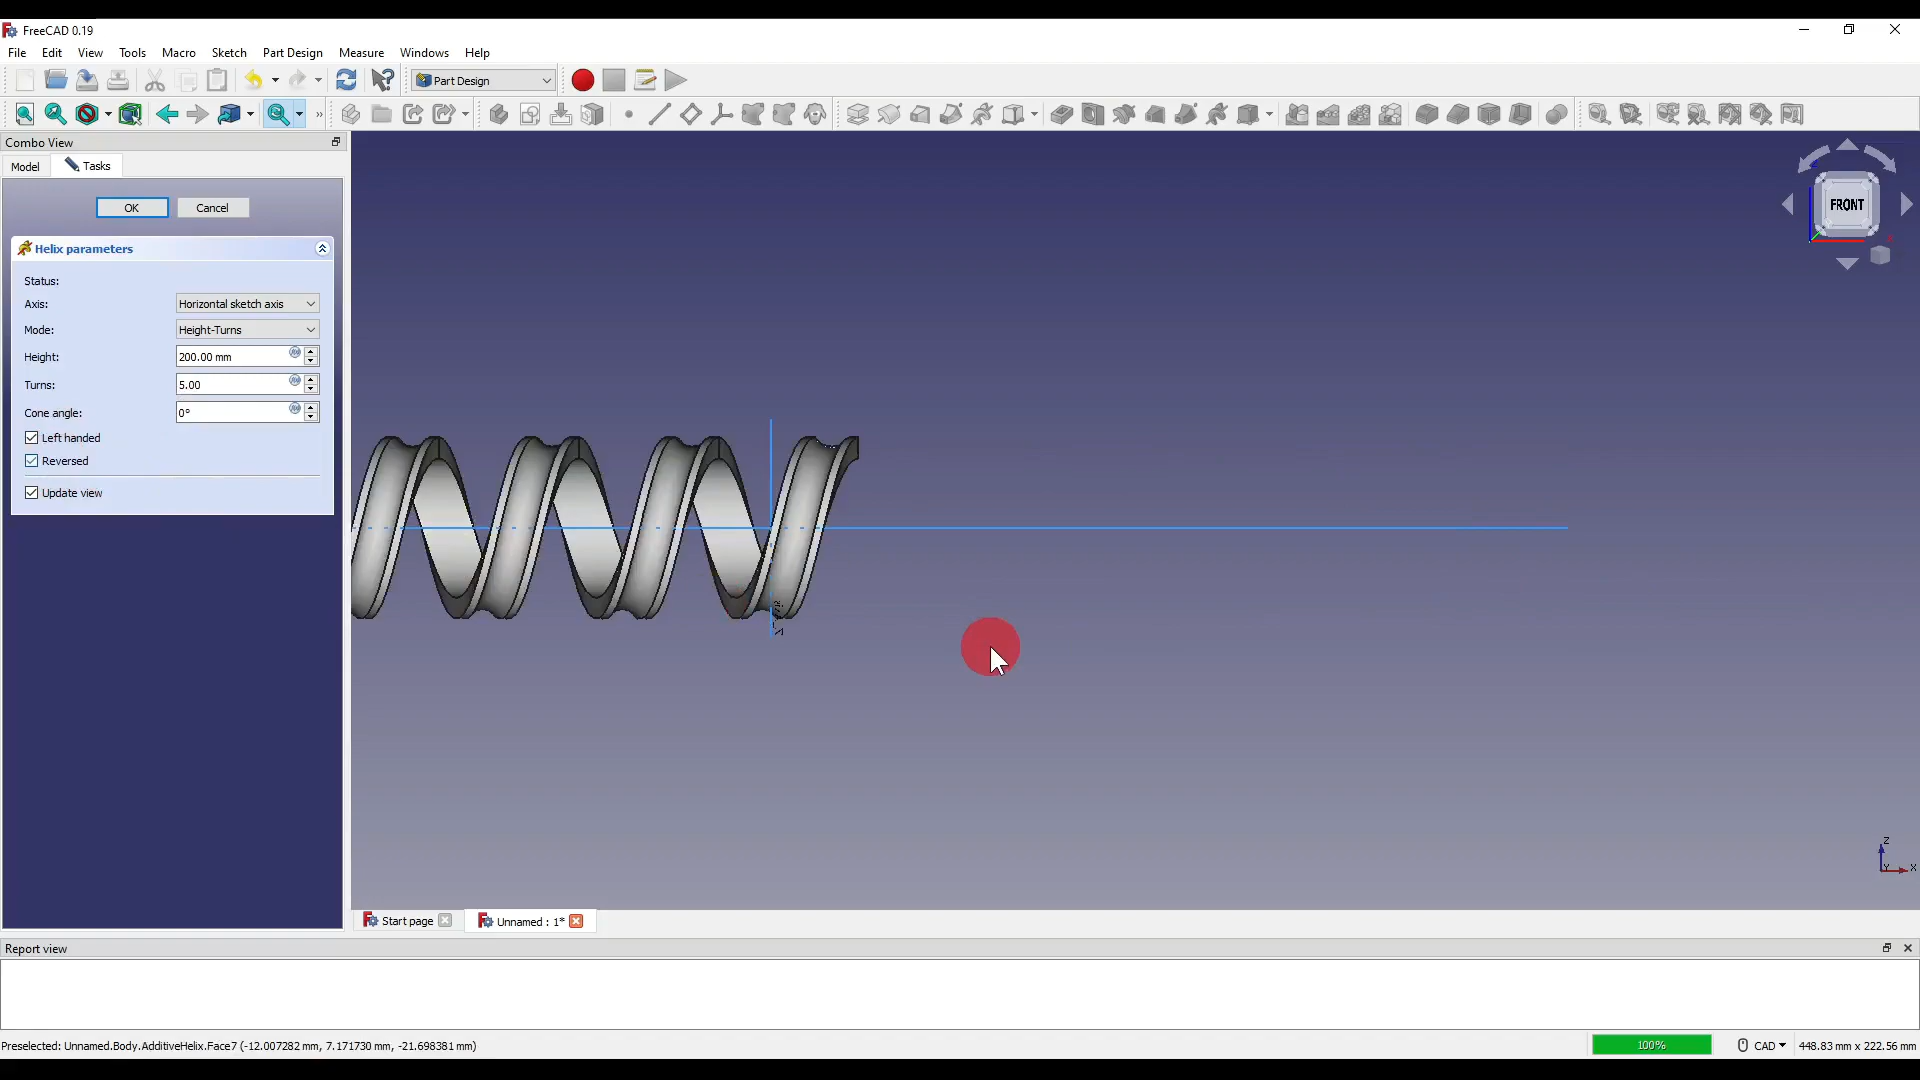 FreeCAD 0.19
File Edit View Tools Macro Sketch Part Design Measure Windows Help
Part Design
Combo View
Model Tasks
OK Cancel
Helix parameters
Status:
Axis: Horizontal sketch axis
Mode: Height-Turns
Height: 200.00 mm
Turns: 5.00
Cone angle: 0°
Left handed
Reversed
Update view
FRONT
Z
Y X
Start page Unnamed : 1*
Report view
Preselected: Unnamed.Body.AdditiveHelix.Face7 (-12.007282 mm, 7.171730 mm, -21.698381 mm) 100% CAD 448.83 mm x 222.56 mm